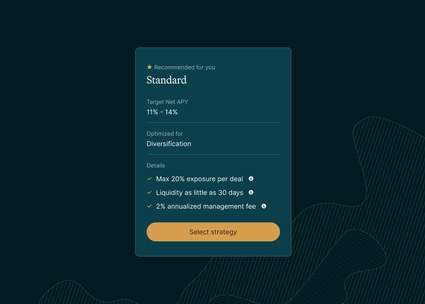 Recommended for you
Standard
Target Net APY
11% - 14%
Optimized for
Diversification
Details
Max 20% exposure per deal
Liquidity as little as 30 days
2% annualized management fee
Select strategy